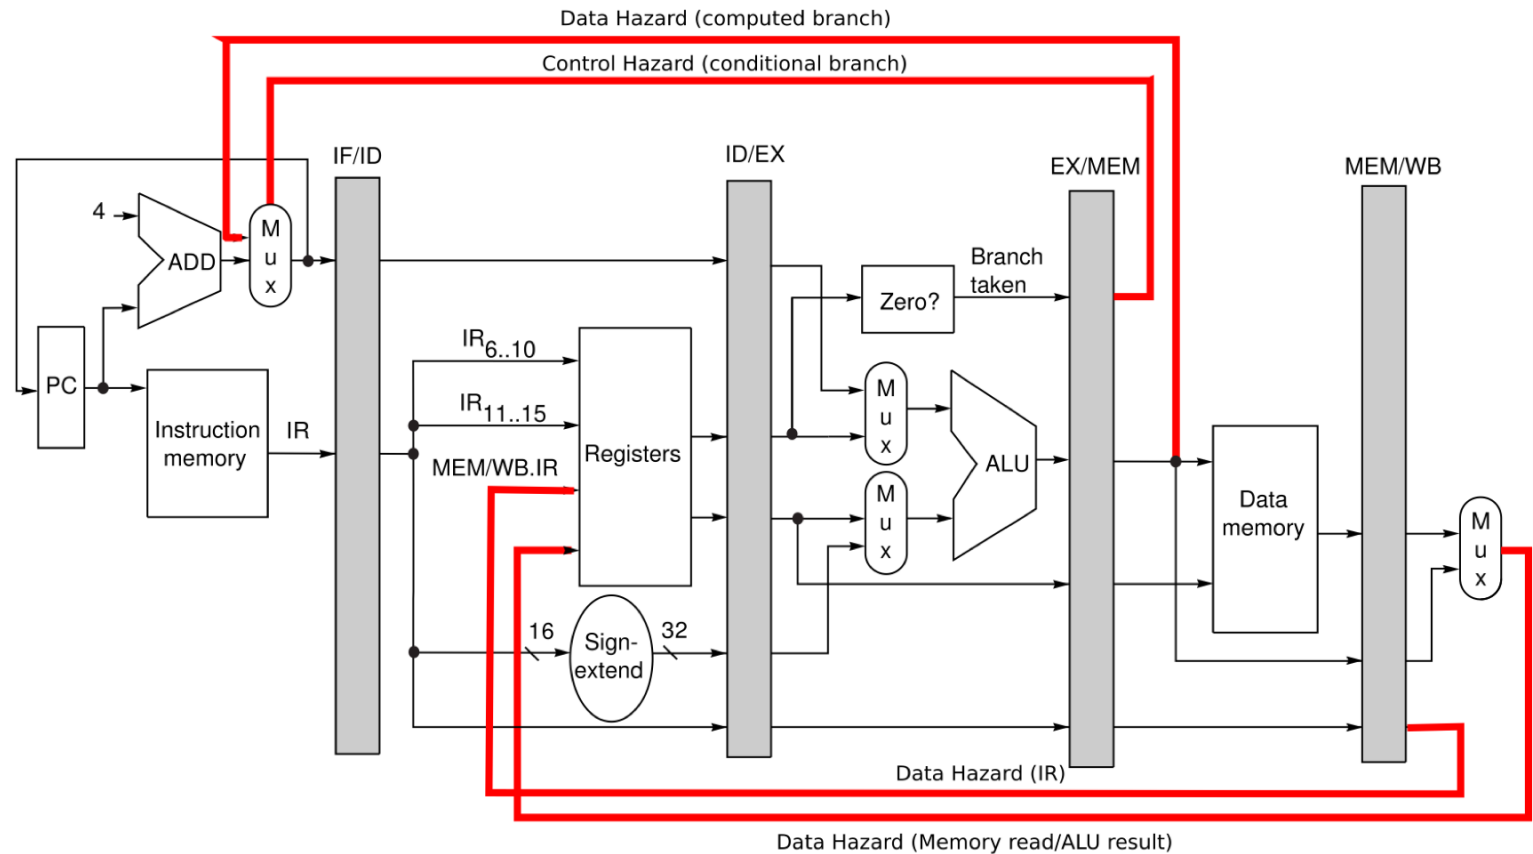 Data Hazard (computed branch)
Control Hazard (conditional branch)
IF/ID
ID/EX
EX/MEM
MEM/WB
4
ADD
M
u
x
Branch
taken
Zero?
PC
IR6..10
M
u
x
Instruction
memory
IR
IR11..15
Registers
ALU
MEM/WB.IR
M
u
x
Data
memory
M
u
x
16
Sign-
extend
32
Data Hazard (IR)
Data Hazard (Memory read/ALU result)